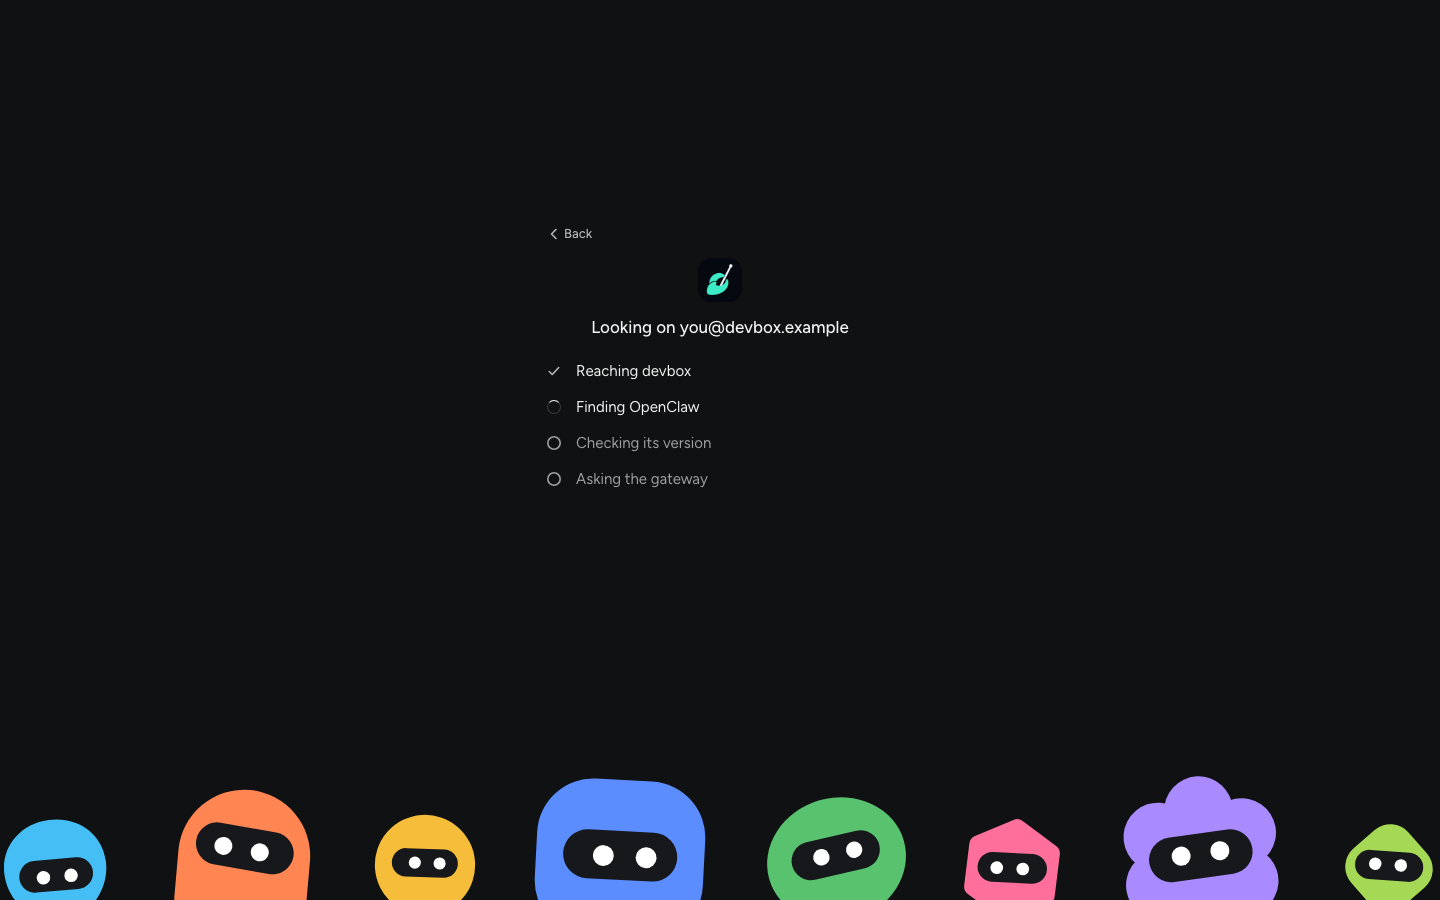 Back
Looking on you@devbox.example
Reaching devbox
Finding OpenClaw
Checking its version
Asking the gateway